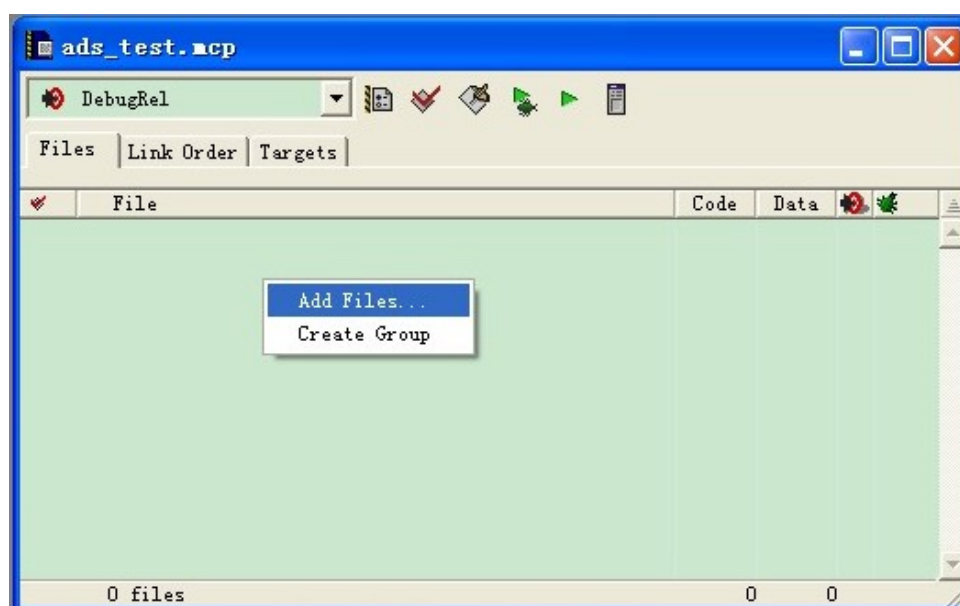 ads_test.mcp
DebugRel
Files Link Order Targets
File Code Data
Add Files...
Create Group
0 files 0 0